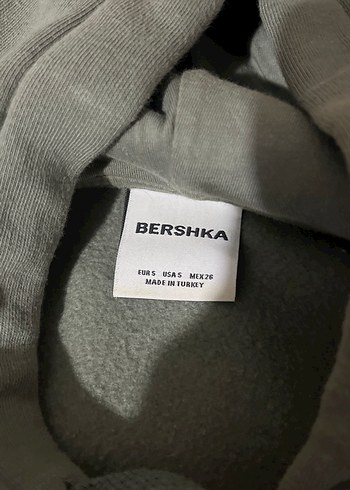 BERSHKA
EUR S USA S MEX 26
MADE IN TURKEY